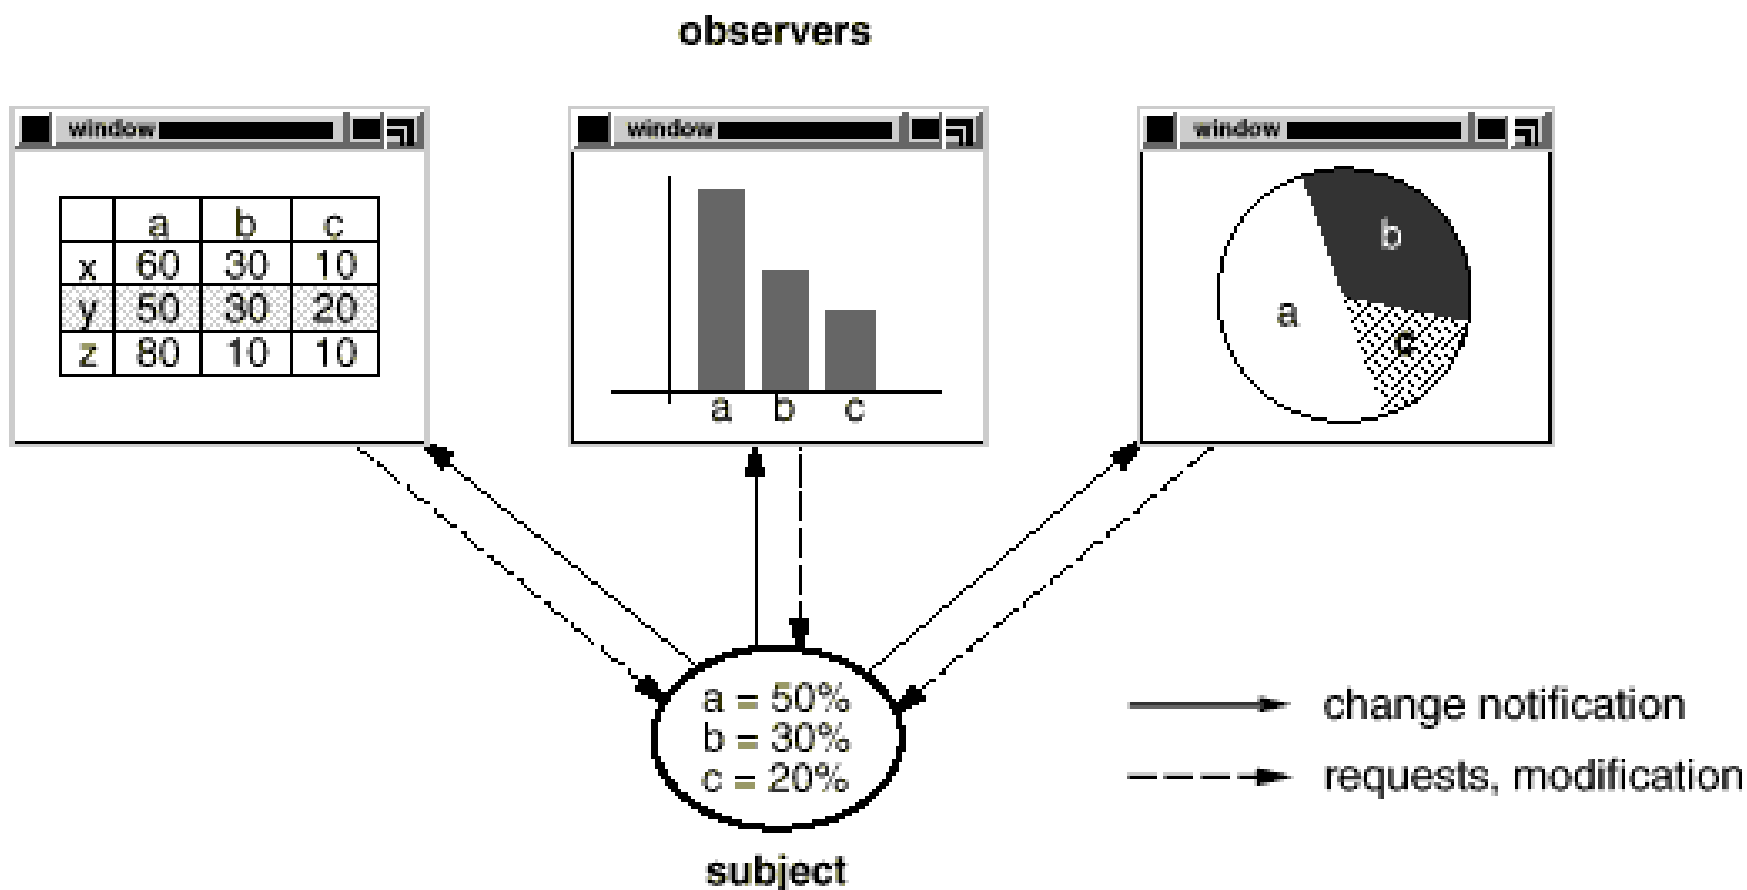 observers
window
a b c
x 60 30 10
y 50 30 20
z 80 10 10
window
a b c
window
b
a
c
a = 50%
b = 30%
c = 20%
subject
change notification
requests, modification